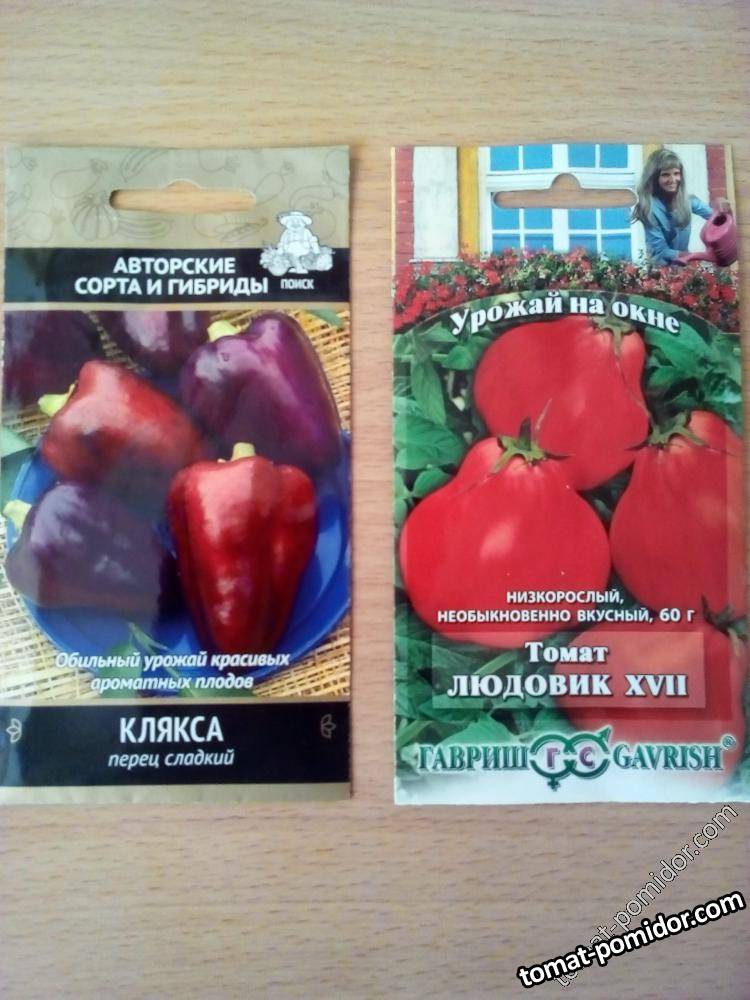 АВТОРСКИЕ
СОРТА И ГИБРИДЫ
ПОИСК
Обильный урожай красивых
ароматных плодов
КЛЯКСА
перец сладкий
Урожай на окне
НИЗКОРОСЛЫЙ,
НЕОБЫКНОВЕННО ВКУСНЫЙ, 60 г
Томат
ЛЮДОВИК XVII
ГАВРИШ ГС GAVRISH®
tomat-pomidor.com
tomat-pomidor.com